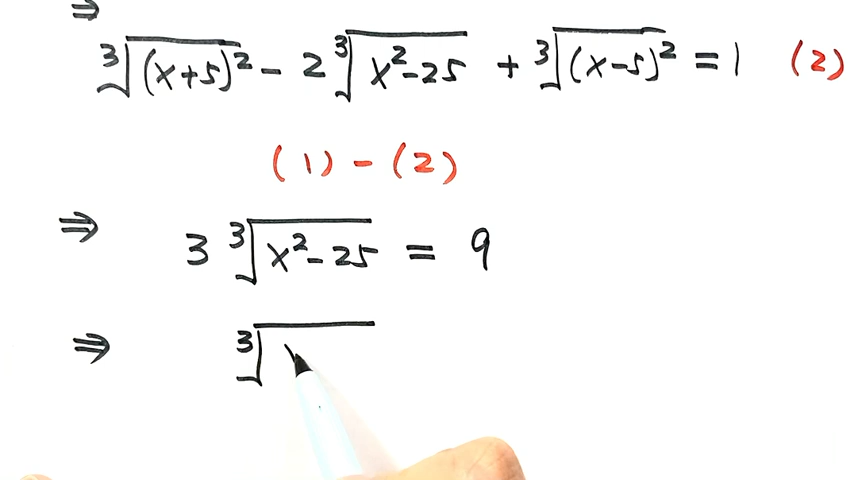 ⇒
∛(x+5)² - 2∛x²-25 + ∛(x-5)² = 1 (2)
(1) - (2)
⇒ 3 ∛x²-25 = 9
⇒ ∛